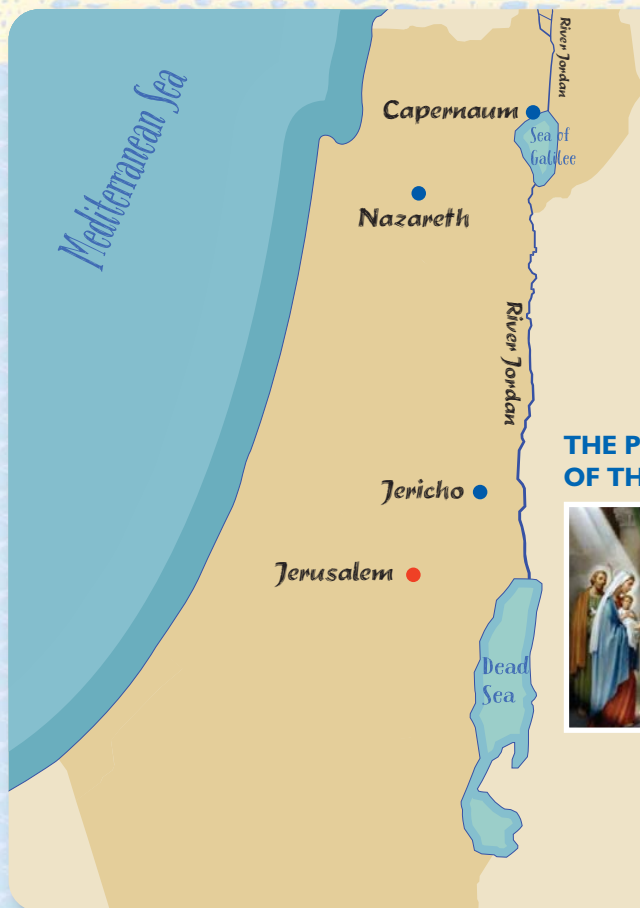 River Jordan
Mediterranean Sea
Capernaum
Sea of
Galilee
Nazareth
River Jordan
THE P
OF TH
Jericho
Jerusalem
Dead
Sea